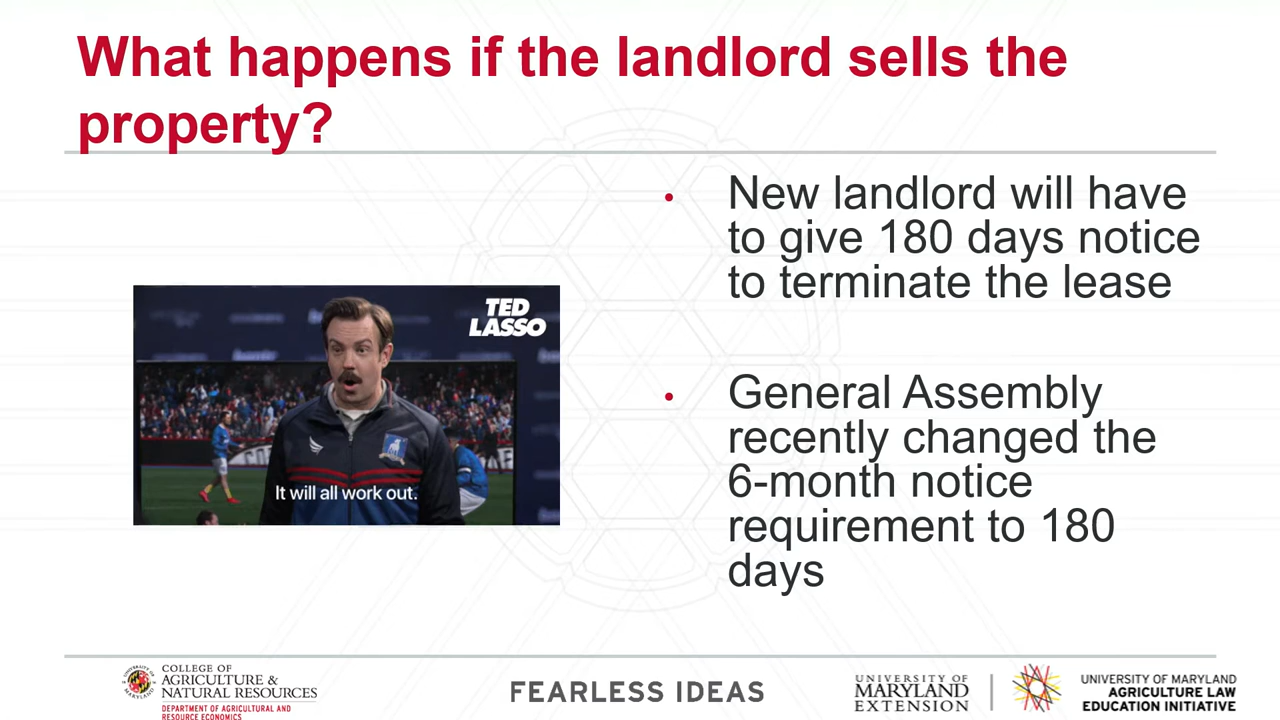 What happens if the landlord sells the
property?
• New landlord will have
to give 180 days notice
to terminate the lease
• General Assembly
recently changed the
6-month notice
requirement to 180
days
TED
LASSO
It will all work out.
COLLEGE OF
AGRICULTURE &
NATURAL RESOURCES
DEPARTMENT OF AGRICULTURAL AND
RESOURCE ECONOMICS
FEARLESS IDEAS
UNIVERSITY OF
MARYLAND
EXTENSION
UNIVERSITY OF MARYLAND
AGRICULTURE LAW
EDUCATION INITIATIVE